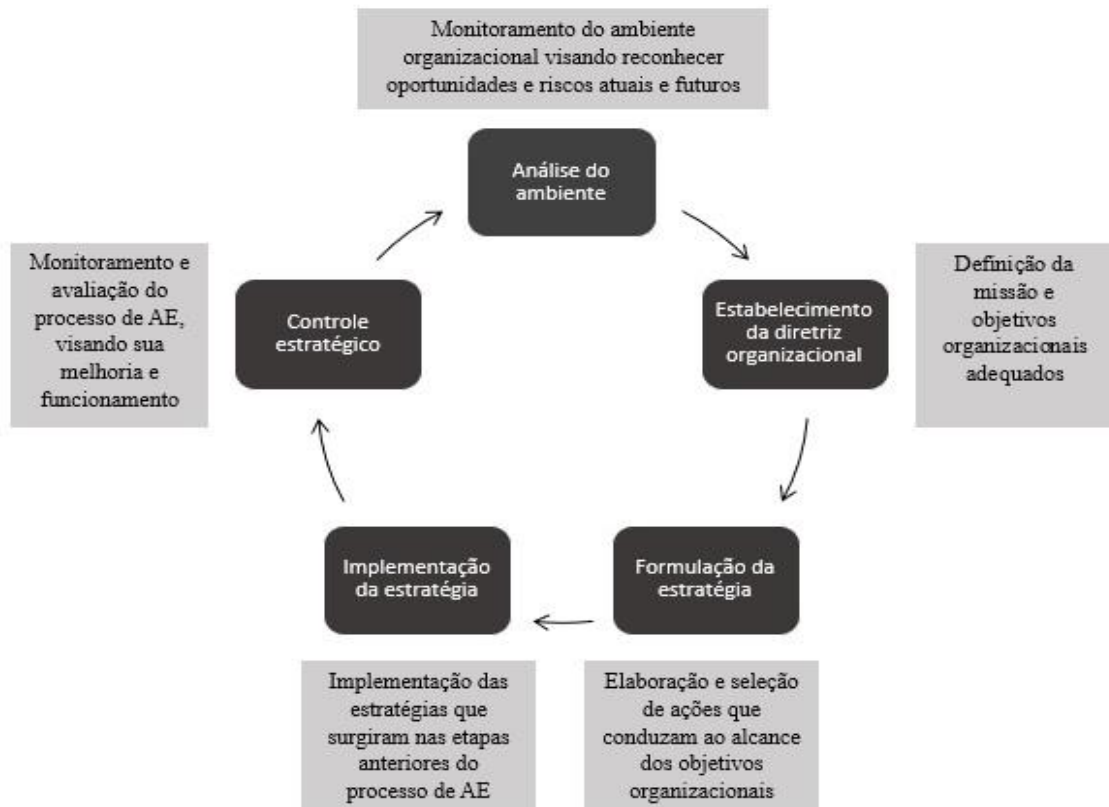 Monitoramento do ambiente
organizacional visando reconhecer
oportunidades e riscos atuais e futuros
Análise do
ambiente
Monitoramento e
avaliação do
processo de AE,
visando sua
melhoria e
funcionamento
Controle
estratégico
Estabelecimento
da diretriz
organizacional
Definição da
missão e
objetivos
organizacionais
adequados
Implementação
da estratégia
Formulação da
estratégia
Implementação das
estratégias que
surgiram nas etapas
anteriores do
processo de AE
Elaboração e seleção
de ações que
conduzam ao alcance
dos objetivos
organizacionais